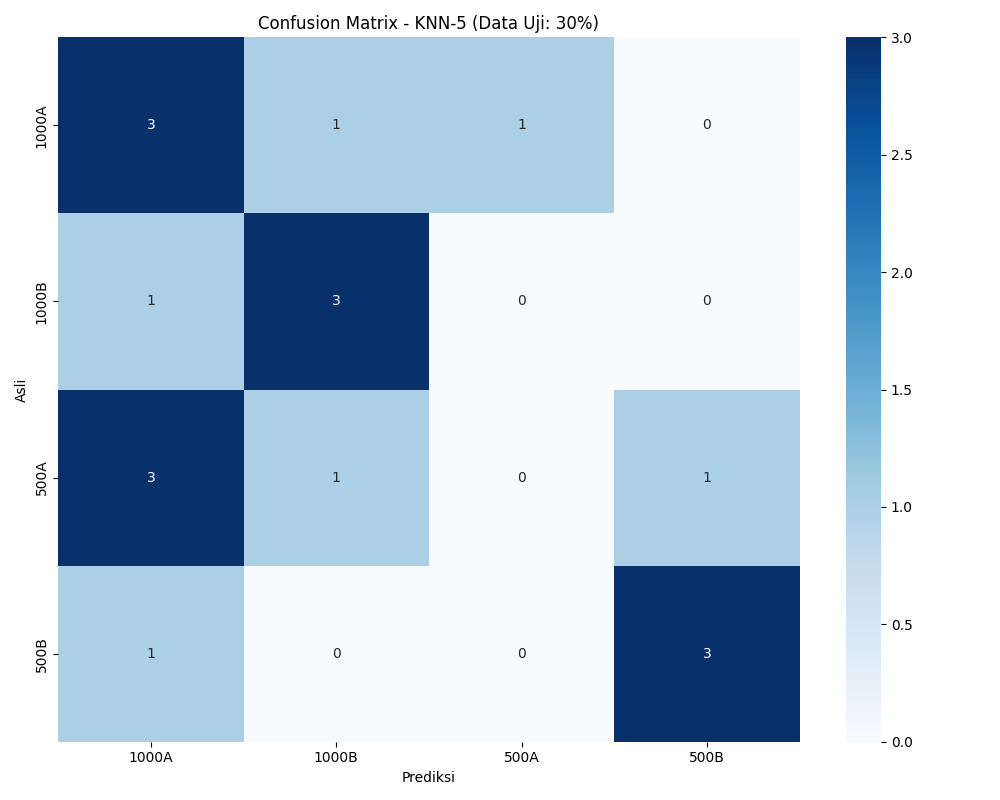 Confusion Matrix - KNN-5 (Data Uji: 30%)
Asli
1000A
3 1 1 0
1000B
1 3 0 0
500A
3 1 0 1
500B
1 0 0 3
1000A 1000B 500A 500B
Prediksi
3.0
2.5
2.0
1.5
1.0
0.5
0.0